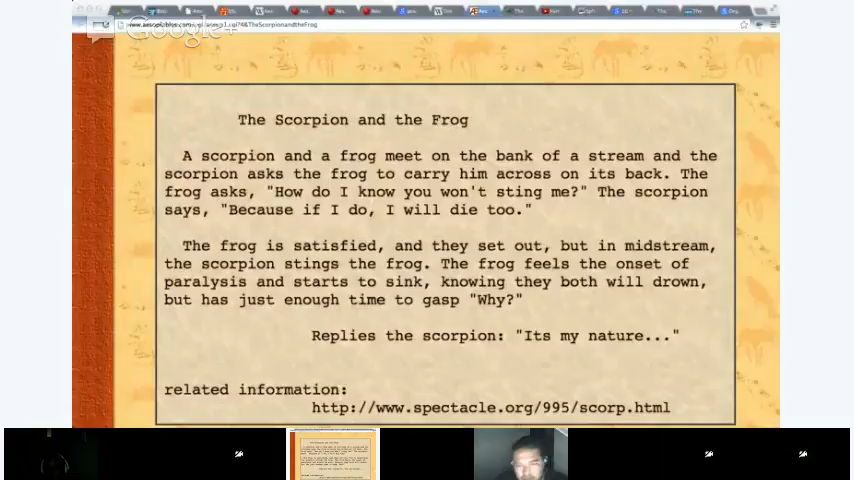 Google+
The Scorpion and the Frog
A scorpion and a frog meet on the bank of a stream and the
scorpion asks the frog to carry him across on its back. The
frog asks, "How do I know you won't sting me?" The scorpion
says, "Because if I do, I will die too."
The frog is satisfied, and they set out, but in midstream,
the scorpion stings the frog. The frog feels the onset of
paralysis and starts to sink, knowing they both will drown,
but has just enough time to gasp "Why?"
Replies the scorpion: "Its my nature..."
related information:
http://www.spectacle.org/995/scorp.html